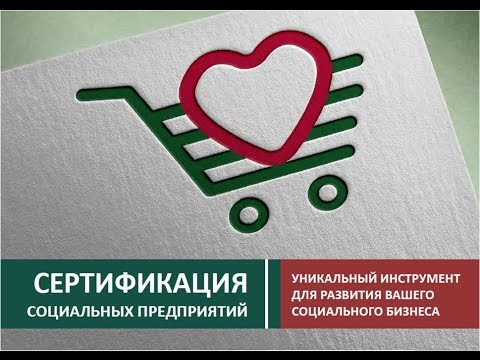 СЕРТИФИКАЦИЯ
СОЦИАЛЬНЫХ ПРЕДПРИЯТИЙ
УНИКАЛЬНЫЙ ИНСТРУМЕНТ
ДЛЯ РАЗВИТИЯ ВАШЕГО
СОЦИАЛЬНОГО БИЗНЕСА